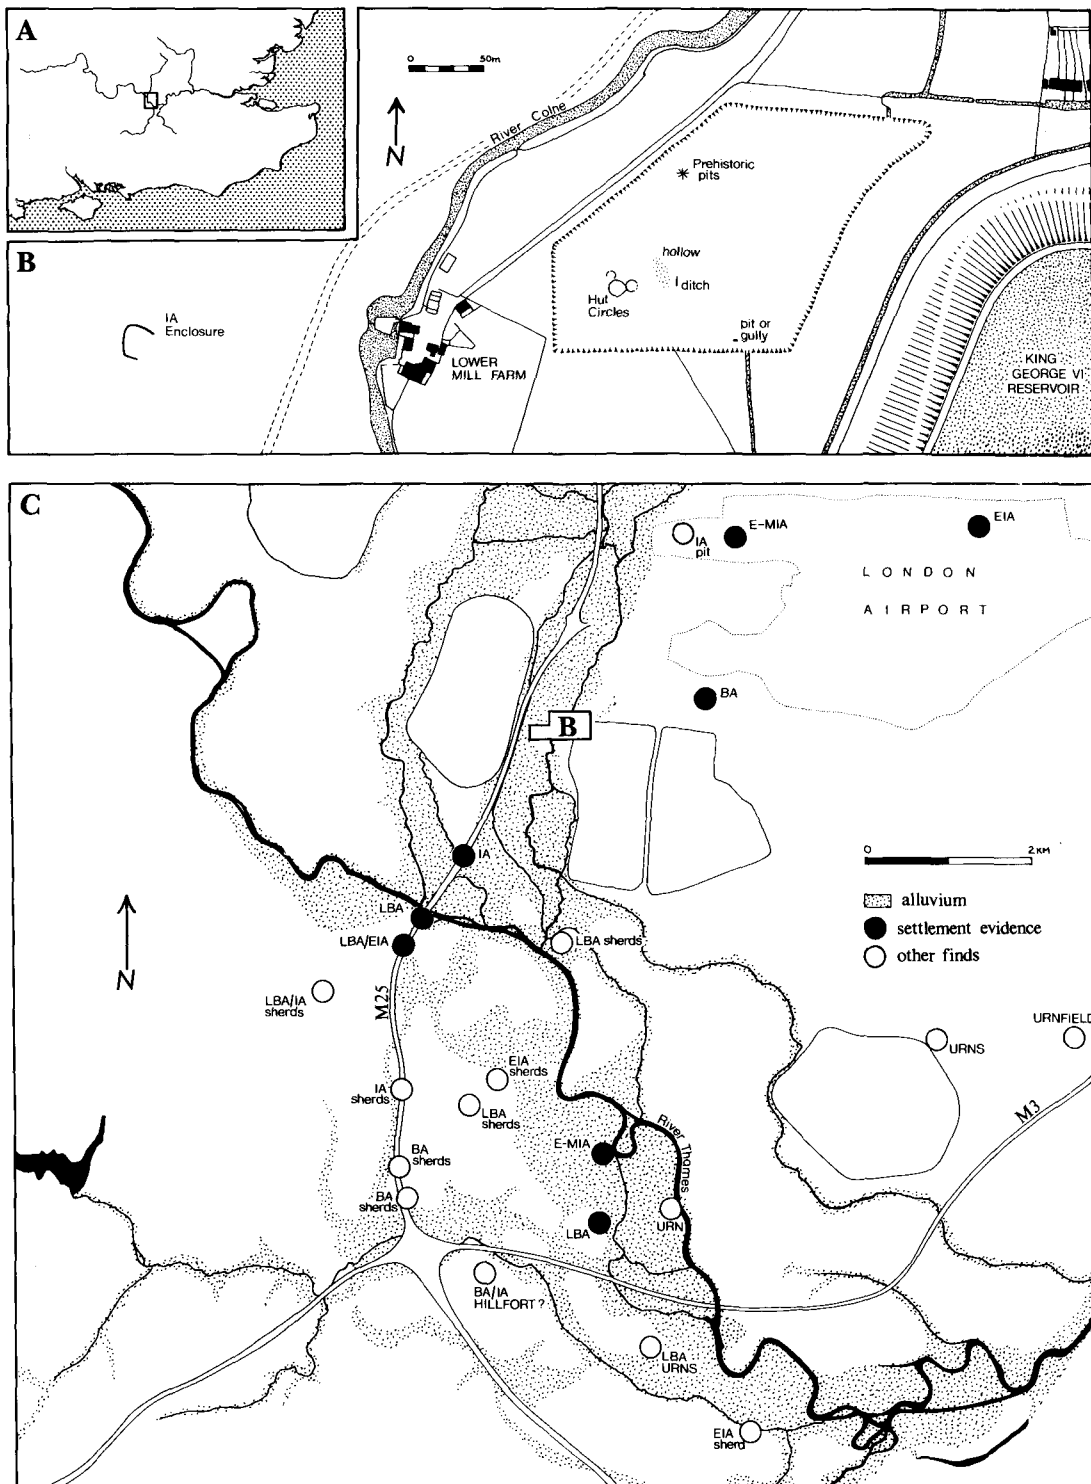 A
O 50m
River Colne
N
Prehistoric
pits
B
hollow
ditch
Hut
Circles
pit or
gully
IA
Enclosure
LOWER
MILL FARM
KING
GEORGE VI
RESERVOIR
C
IA
pit
E-MIA
EIA
LONDON
AIRPORT
BA
B
IA
O 2 KM
alluvium
settlement evidence
other finds
LBA
LBA/EIA
LBA sherds
N
LBA/IA
sherds
M25
URNFIELD
URNS
EIA
sherds
IA
sherds
LBA
sherds
M3
River Thames
E-MIA
BA
sherds
BA
sherds
URN
LBA
BA/IA
HILLFORT?
LBA
URNS
EIA
sherd